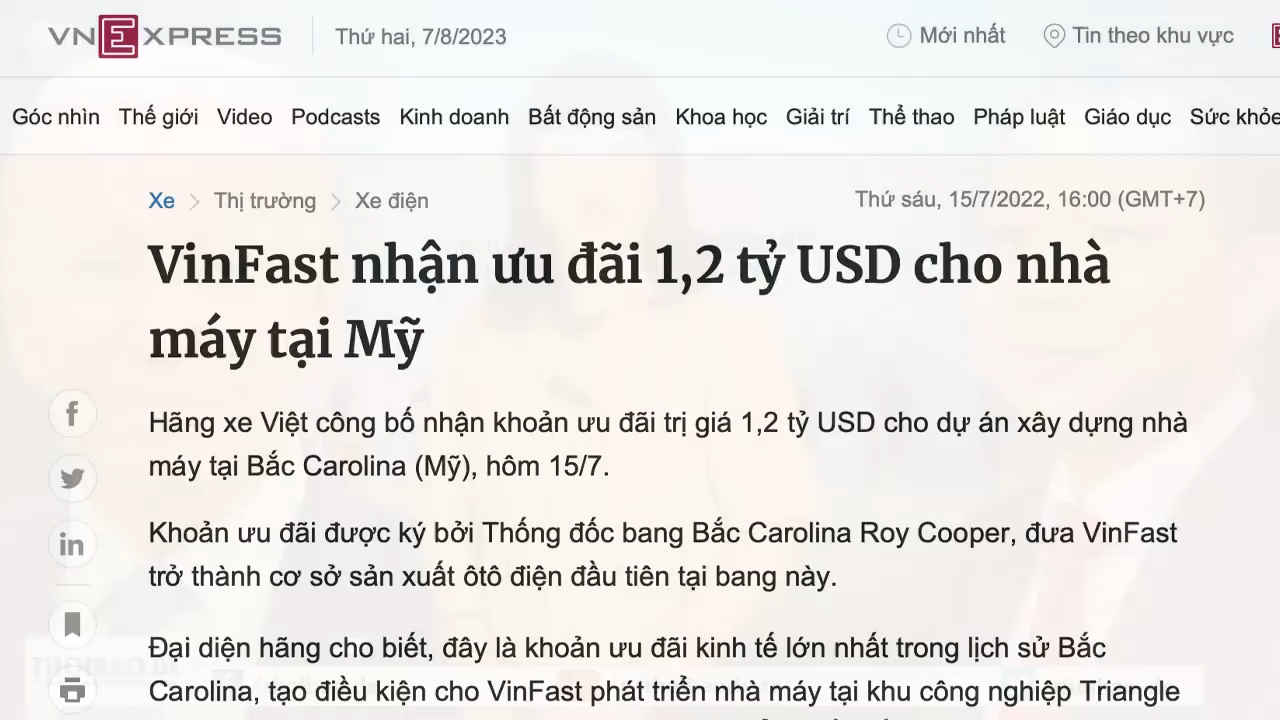 VNEXPRESS Thứ hai, 7/8/2023 Mới nhất Tin theo khu vực
Góc nhìn Thế giới Video Podcasts Kinh doanh Bất động sản Khoa học Giải trí Thể thao Pháp luật Giáo dục Sức khỏe
Xe > Thị trường > Xe điện Thứ sáu, 15/7/2022, 16:00 (GMT+7)
VinFast nhận ưu đãi 1,2 tỷ USD cho nhà
máy tại Mỹ
Hãng xe Việt công bố nhận khoản ưu đãi trị giá 1,2 tỷ USD cho dự án xây dựng nhà
máy tại Bắc Carolina (Mỹ), hôm 15/7.
Khoản ưu đãi được ký bởi Thống đốc bang Bắc Carolina Roy Cooper, đưa VinFast
trở thành cơ sở sản xuất ôtô điện đầu tiên tại bang này.
Đại diện hãng cho biết, đây là khoản ưu đãi kinh tế lớn nhất trong lịch sử Bắc
Carolina, tạo điều kiện cho VinFast phát triển nhà máy tại khu công nghiệp Triangle